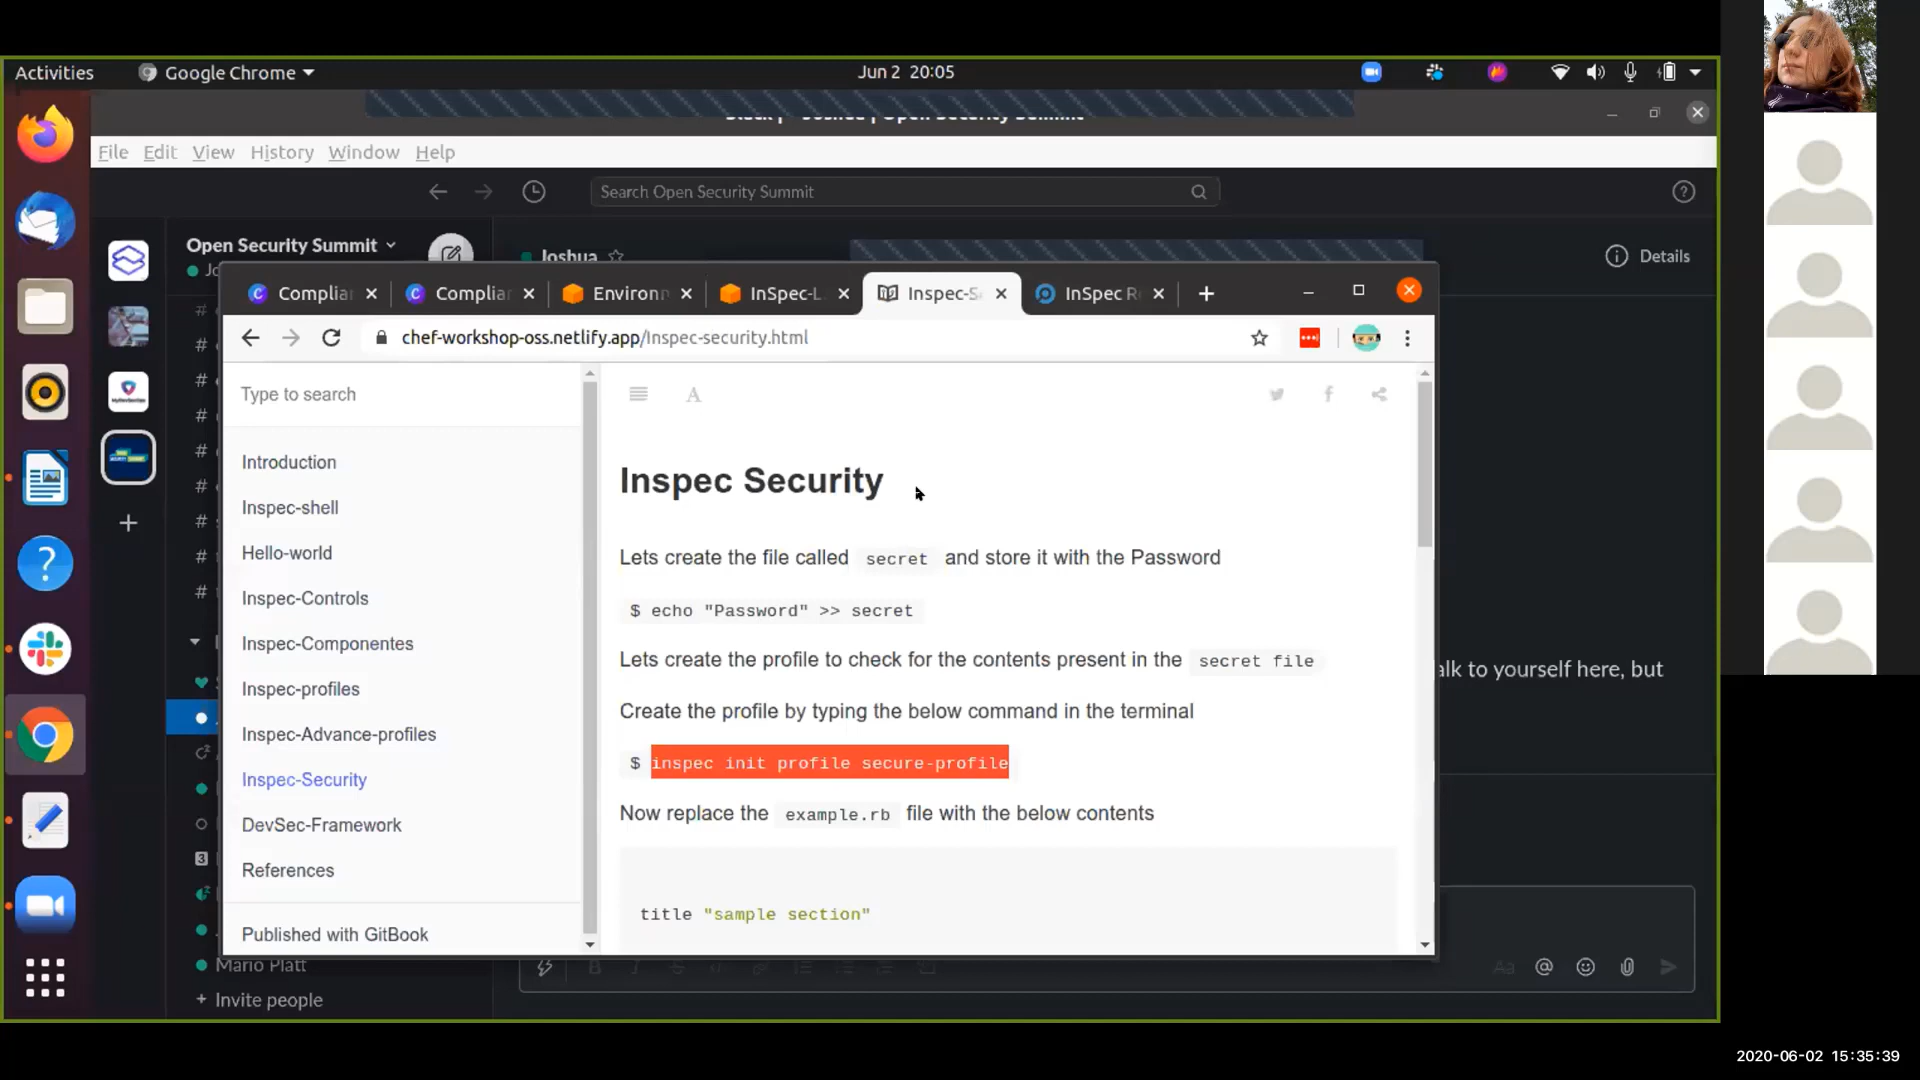 Activities
Google Chrome
Jun 2 20:05
File Edit View History Window Help
Search Open Security Summit
Open Security Summit
Joshua
Details
Complia
Complia
Environ
InSpec-L
Inspec-S
InSpec R
chef-workshop-oss.netlify.app/Inspec-security.html
Type to search
Introduction
Inspec-shell
Hello-world
Inspec-Controls
Inspec-Componentes
Inspec-profiles
Inspec-Advance-profiles
Inspec-Security
DevSec-Framework
References
Published with GitBook
A
Inspec Security
Lets create the file called secret and store it with the Password
$ echo "Password" >> secret
Lets create the profile to check for the contents present in the secret file
Create the profile by typing the below command in the terminal
$ inspec init profile secure-profile
Now replace the example.rb file with the below contents
title "sample section"
alk to yourself here, but
3
Mario Platt
+ Invite people
2020-06-02 15:35:39